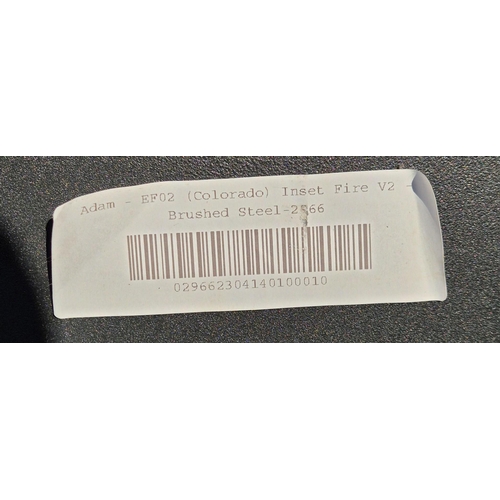 Adam - EF02 (Colorado) Inset Fire V2 -
Brushed Steel-2566
029662304140100010